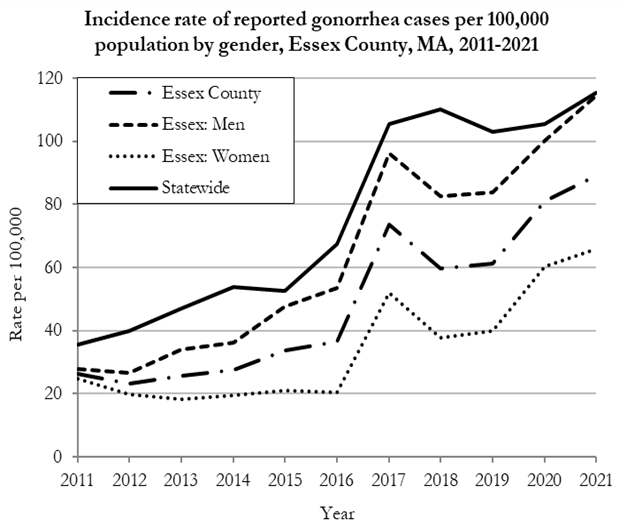 Incidence rate of reported gonorrhea cases per 100,000
population by gender, Essex County, MA, 2011-2021
120
100
80
60
40
20
0
Rate per 100,000
Essex County
Essex: Men
Essex: Women
Statewide
2011 2012 2013 2014 2015 2016 2017 2018 2019 2020 2021
Year